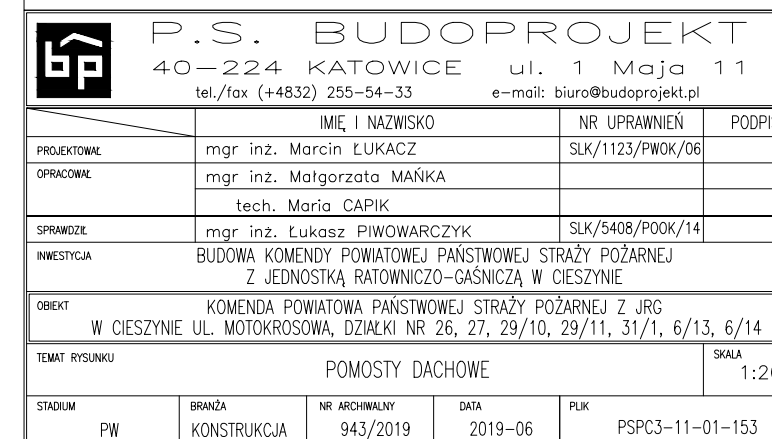 bp P.S. BUDOPROJEKT
40-224 KATOWICE ul. 1 Maja 11
tel./fax (+4832) 255-54-33 e-mail: biuro@budoprojekt.pl
IMIĘ I NAZWISKO NR UPRAWNIEŃ
PROJEKTOWAŁ mgr inż. Marcin ŁUKACZ SLK/1123/PWOK/06
OPRACOWAŁ mgr inż. Małgorzata MAŃKA
tech. Maria CAPIK
SPRAWDZIŁ mgr inż. Łukasz PIWOWARCZYK SLK/5408/POOK/14
INWESTYCJA BUDOWA KOMENDY POWIATOWEJ PAŃSTWOWEJ STRAŻY POŻARNEJ
Z JEDNOSTKĄ RATOWNICZO-GAŚNICZĄ W CIESZYNIE
OBIEKT KOMENDA POWIATOWA PAŃSTWOWEJ STRAŻY POŻARNEJ Z JRG
W CIESZYNIE UL. MOTOKROSOWA, DZIAŁKI NR 26, 27, 29/10, 29/11, 31/1, 6/13, 6/14
TEMAT RYSUNKU POMOSTY DACHOWE SKALA
STADIUM BRANŻA NR ARCHIWALNY DATA PLIK
PW KONSTRUKCJA 943/2019 2019-06 PSPC3-11-01-153